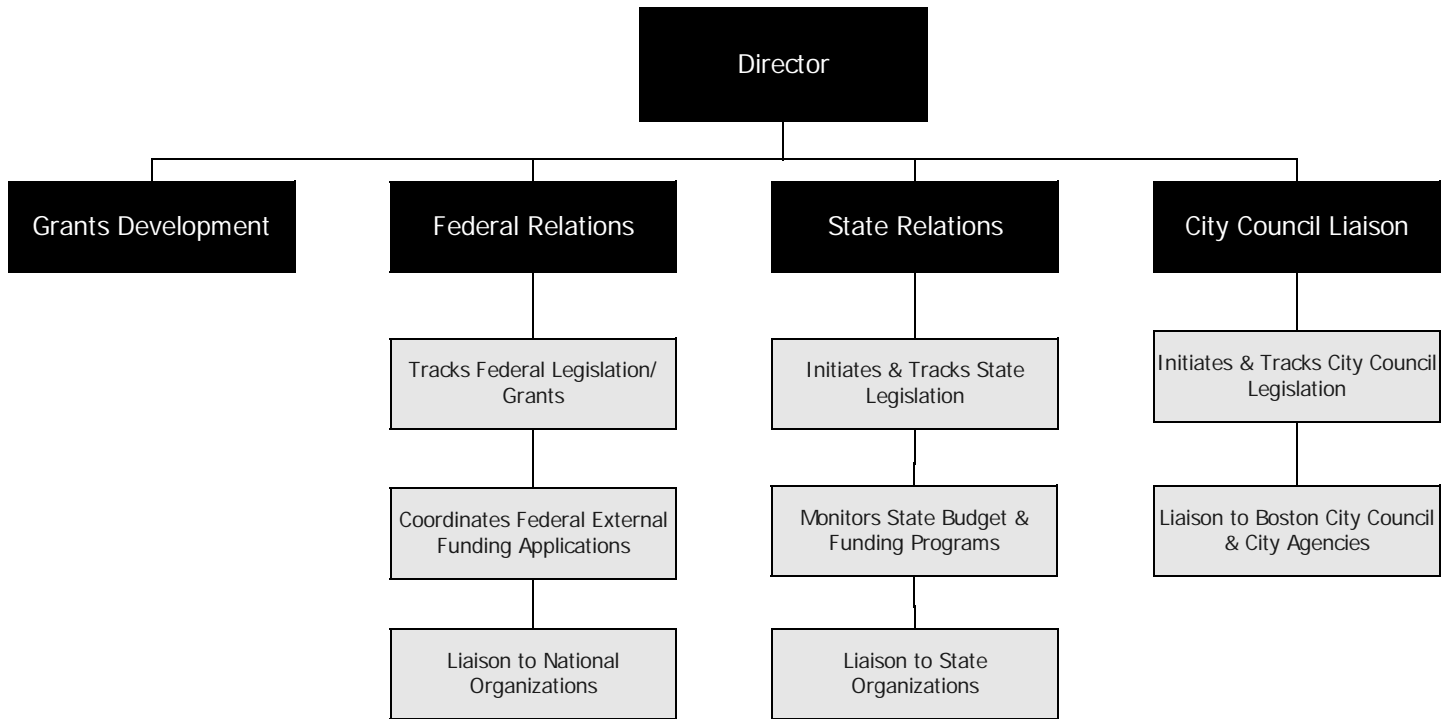 Director
Grants Development
Federal Relations
State Relations
City Council Liaison
Tracks Federal Legislation/
Grants
Initiates & Tracks State
Legislation
Initiates & Tracks City Council
Legislation
Coordinates Federal External
Funding Applications
Monitors State Budget &
Funding Programs
Liaison to Boston City Council
& City Agencies
Liaison to National
Organizations
Liaison to State
Organizations